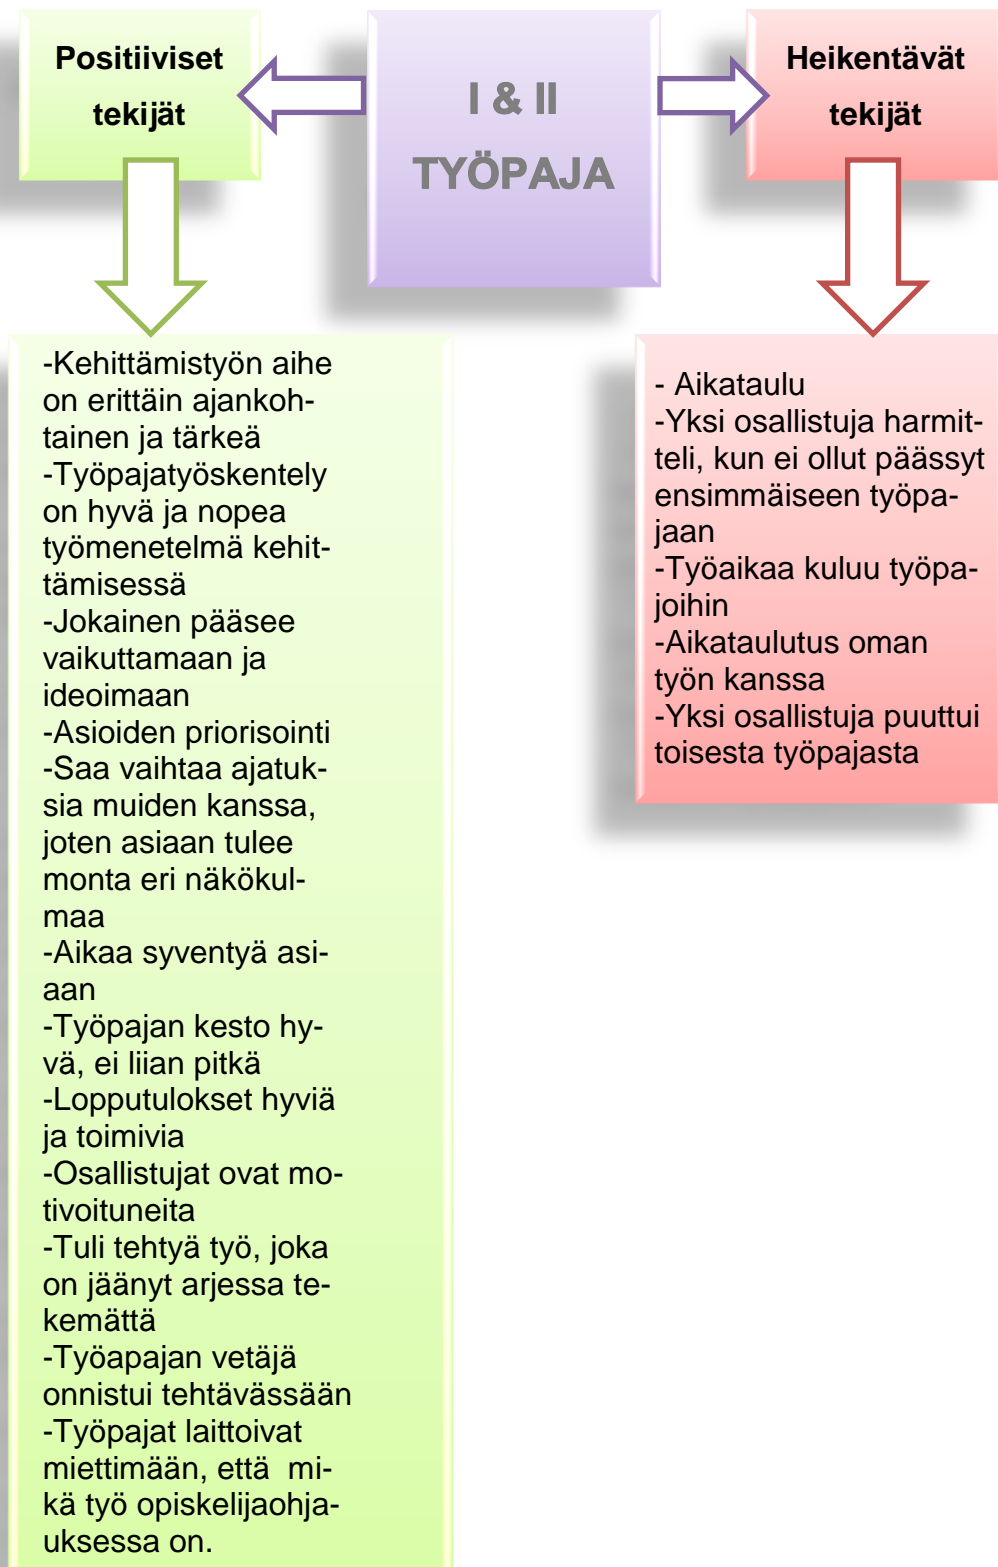 Positiiviset
tekijät
I & II
TYÖPAJA
Heikentävät
tekijät
-Kehittämistyön aihe
on erittäin ajankoh-
tainen ja tärkeä
-Työpajatyöskentely
on hyvä ja nopea
työmenetelmä kehit-
tämisessä
-Jokainen pääsee
vaikuttamaan ja
ideoimaan
-Asioiden priorisointi
-Saa vaihtaa ajatuk-
sia muiden kanssa,
joten asiaan tulee
monta eri näkökul-
maa
-Aikaa syventyä asi-
aan
-Työpajan kesto hy-
vä, ei liian pitkä
-Lopputulokset hyviä
ja toimivia
-Osallistujat ovat mo-
tivoituneita
-Tuli tehtyä työ, joka
on jäänyt arjessa te-
kemättä
-Työapajan vetäjä
onnistui tehtävässään
-Työpajat laittoivat
miettimään, että  mi-
kä työ opiskelijaohja-
uksessa on.
- Aikataulu
-Yksi osallistuja harmit-
teli, kun ei ollut päässyt
ensimmäiseen työpa-
jaan
-Työaikaa kuluu työpa-
joihin
-Aikataulutus oman
työn kanssa
-Yksi osallistuja puuttui
toisesta työpajasta